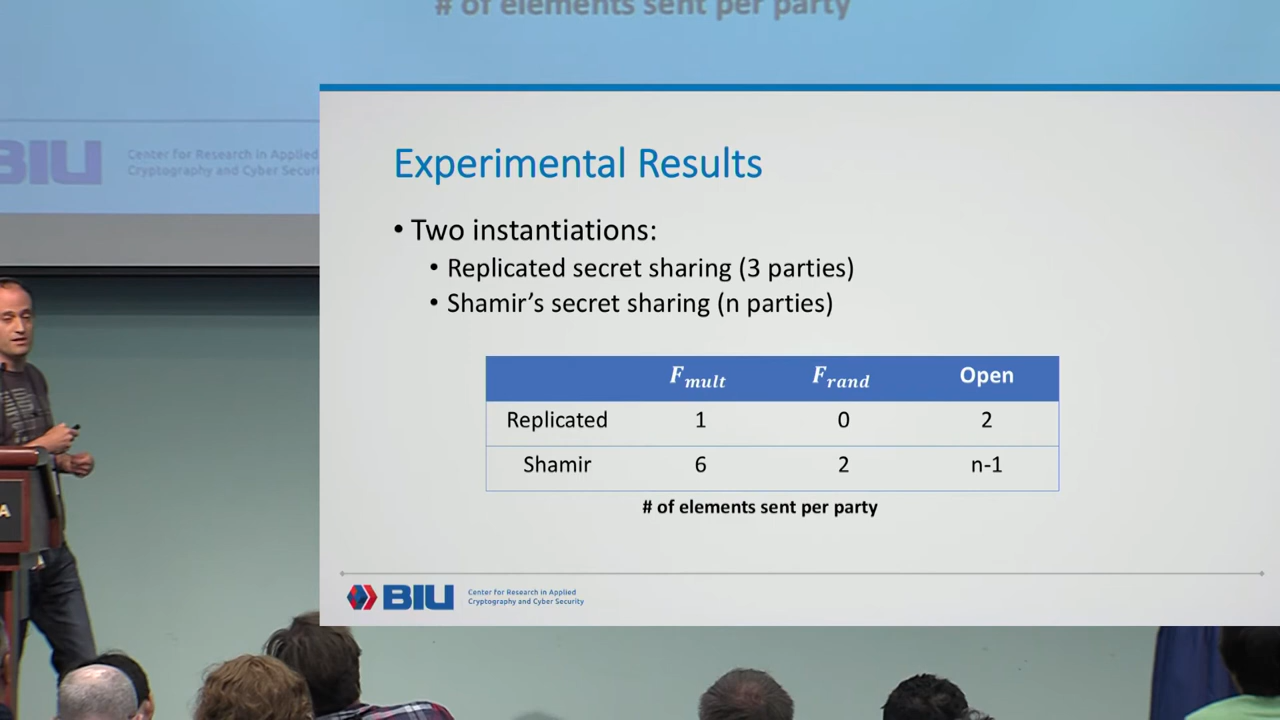 # of elements sent per party
BIU
Center for Research in Applied
Cryptography and Cyber Securi
Experimental Results
• Two instantiations:
• Replicated secret sharing (3 parties)
• Shamir's secret sharing (n parties)
F_mult F_rand Open
Replicated 1 0 2
Shamir 6 2 n-1
# of elements sent per party
A
BIU
Center for Research in Applied
Cryptography and Cyber Security